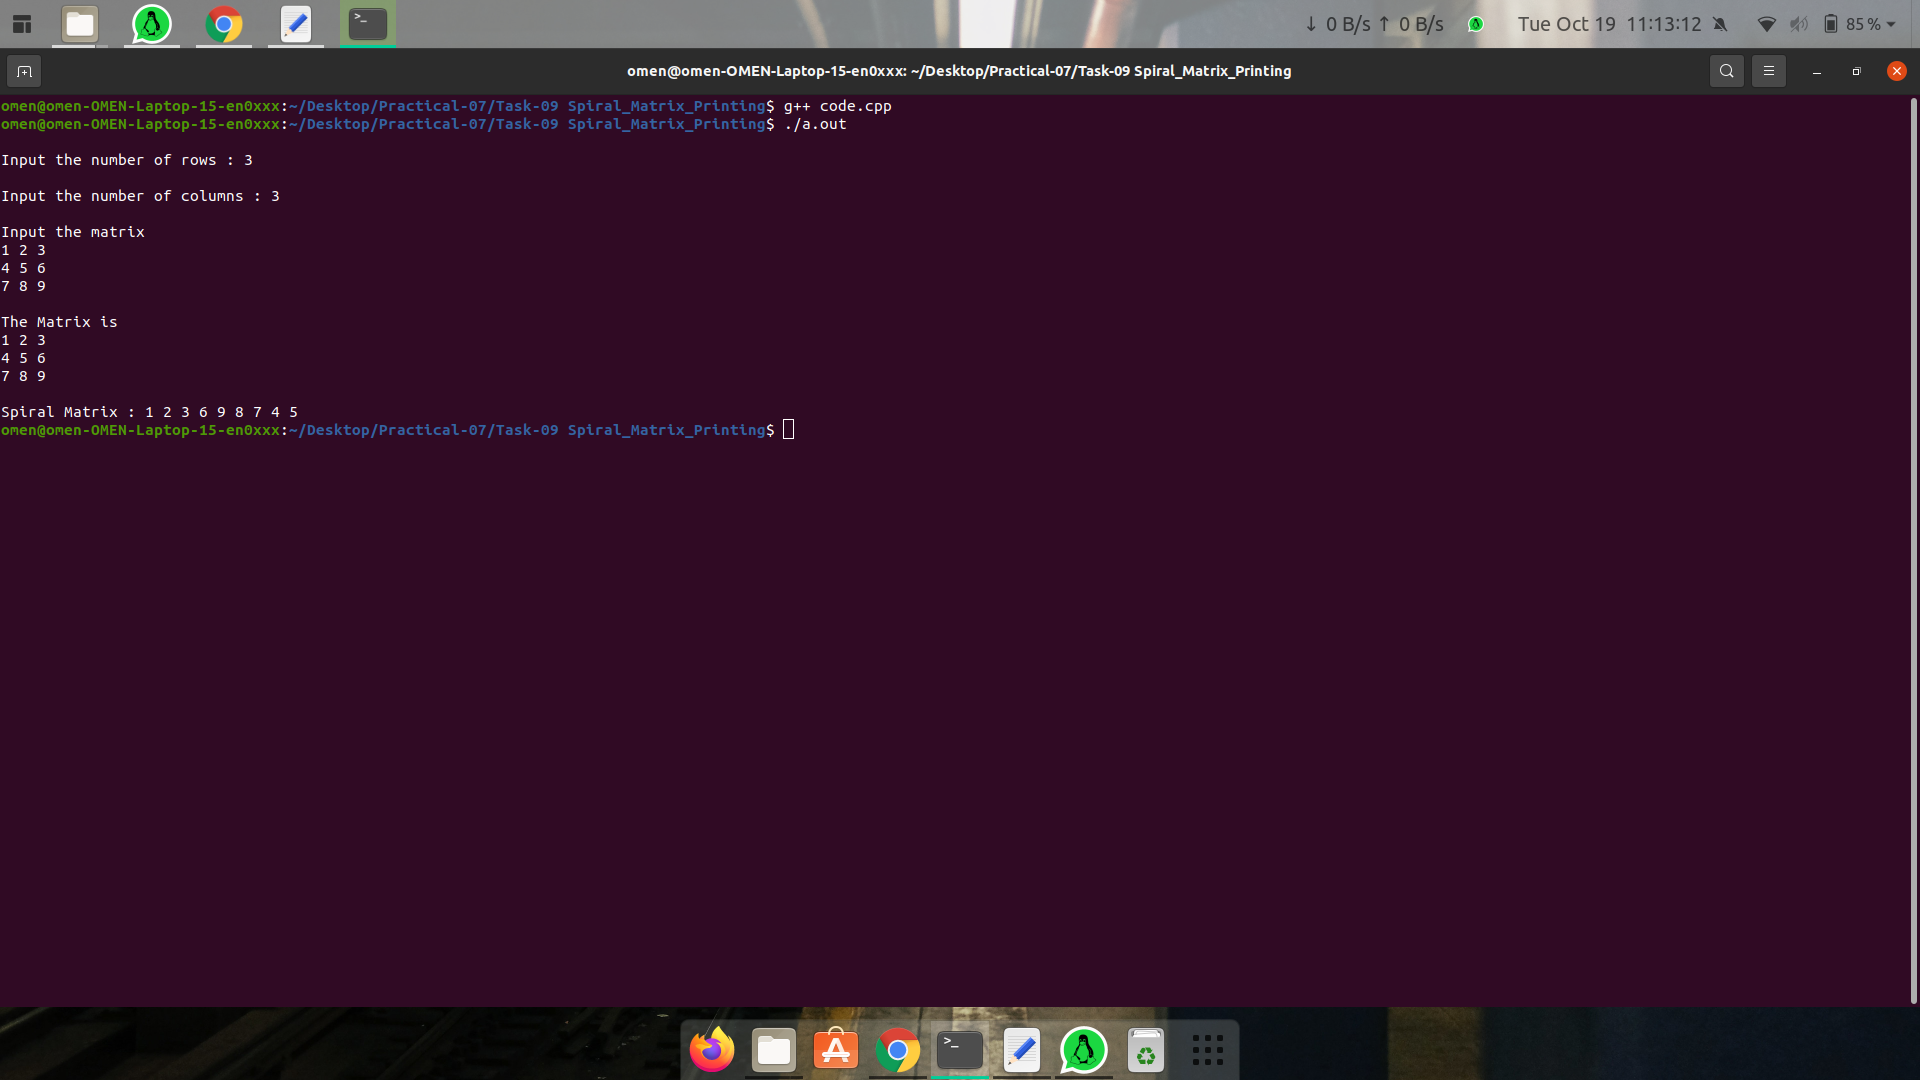 ↓ 0 B/s ↑ 0 B/s Tue Oct 19 11:13:12 85 %
omen@omen-OMEN-Laptop-15-en0xxx: ~/Desktop/Practical-07/Task-09 Spiral_Matrix_Printing
omen@omen-OMEN-Laptop-15-en0xxx:~/Desktop/Practical-07/Task-09 Spiral_Matrix_Printing$ g++ code.cpp
omen@omen-OMEN-Laptop-15-en0xxx:~/Desktop/Practical-07/Task-09 Spiral_Matrix_Printing$ ./a.out
Input the number of rows : 3
Input the number of columns : 3
Input the matrix
1 2 3
4 5 6
7 8 9
The Matrix is
1 2 3
4 5 6
7 8 9
Spiral Matrix : 1 2 3 6 9 8 7 4 5
omen@omen-OMEN-Laptop-15-en0xxx:~/Desktop/Practical-07/Task-09 Spiral_Matrix_Printing$